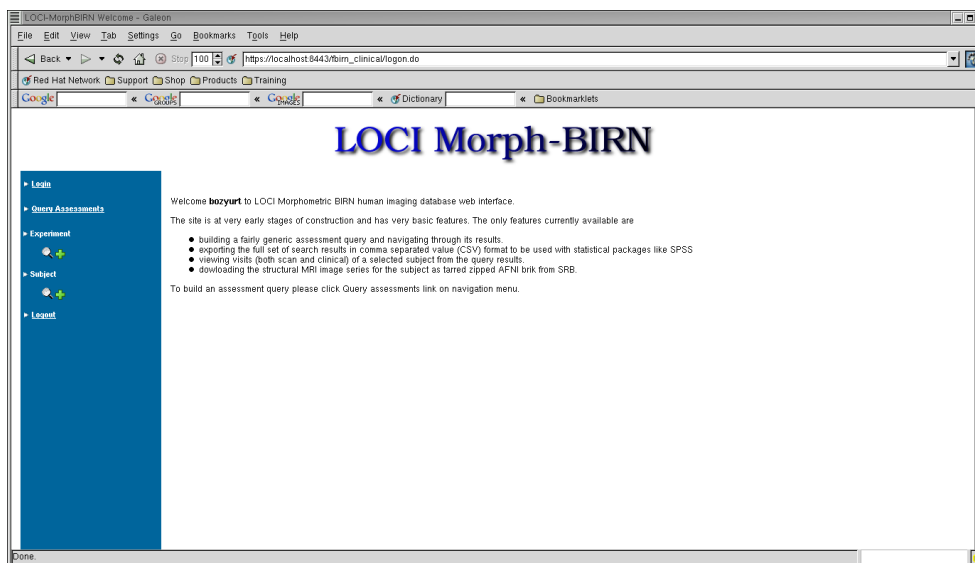 LOCI-MorphBIRN Welcome - Galeon
File Edit View Tab Settings Go Bookmarks Tools Help
Back Stop 100 https://localhost:8443/fbirn_clinical/logon.do
Red Hat Network Support Shop Products Training
Google « Google GROUPS « Google IMAGES « Dictionary « Bookmarklets
LOCI Morph-BIRN
Login
Query Assessments
Experiment
Subject
Logout
Welcome bozyurt to LOCI Morphometric BIRN human imaging database web interface.
The site is at very early stages of construction and has very basic features. The only features currently available are
● building a fairly generic assessment query and navigating through its results.
● exporting the full set of search results in comma separated value (CSV) format to be used with statistical packages like SPSS
● viewing visits (both scan and clinical) of a selected subject from the query results.
● dowloading the structural MRI image series for the subject as tarred zipped AFNI brik from SRB.
To build an assessment query please click Query assessments link on navigation menu.
Done.